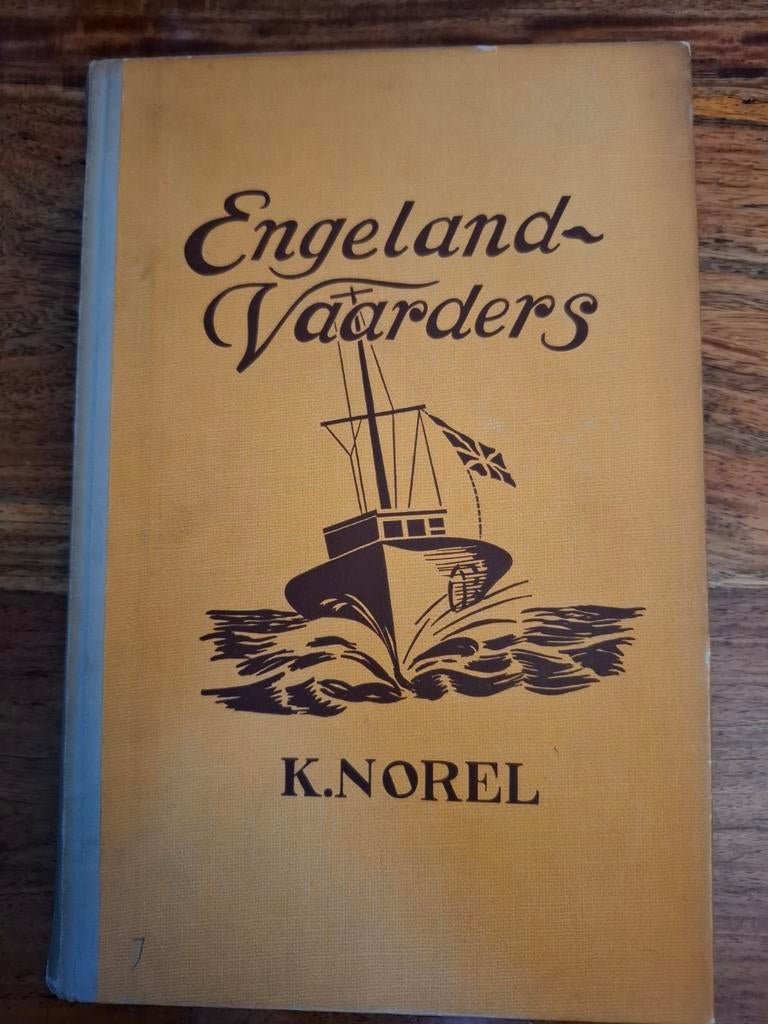 Engeland-
Vaarders
K. NOREL